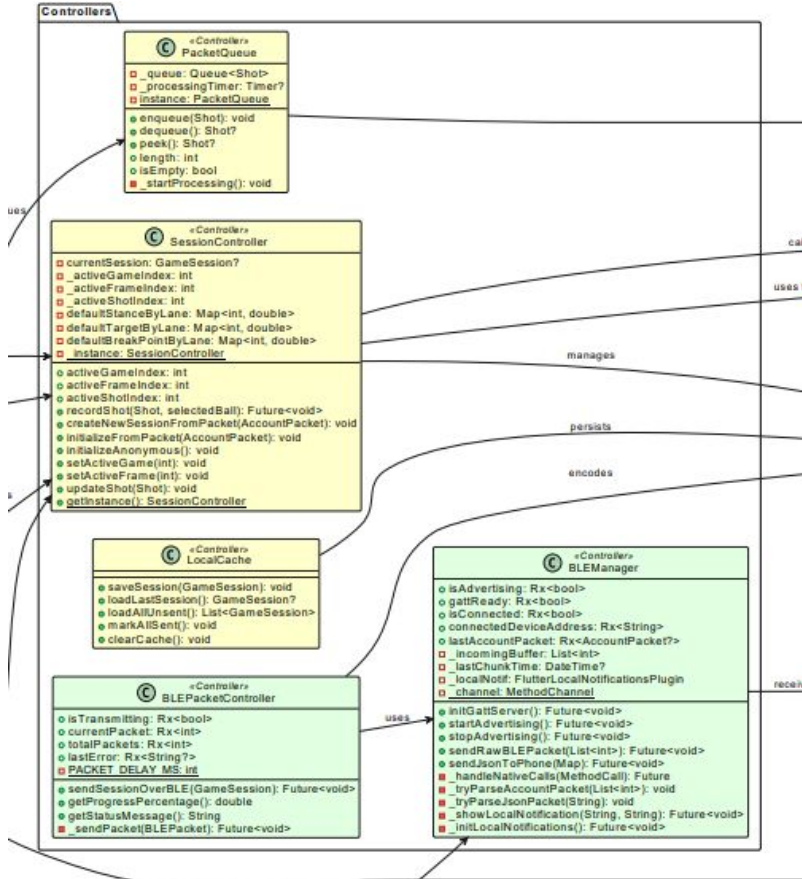 Controllers
C
«Controller»
PacketQueue
_queue: Queue<Shot>
_processingTimer: Timer?
instance: PacketQueue
enqueue(Shot): void
dequeue(): Shot?
peek(): Shot?
length: int
isEmpty: bool
_startProcessing(): void
ues
C
«Controller»
SessionController
currentSession: GameSession?
_activeGameIndex: int
_activeFrameIndex: int
_activeShotIndex: int
defaultStanceByLane: Map<int, double>
defaultTargetByLane: Map<int, double>
defaultBreakPointByLane: Map<int, double>
_instance: SessionController
activeGameIndex: int
activeFrameIndex: int
activeShotIndex: int
recordShot(Shot, selectedBall): Future<void>
createNewSessionFromPacket(AccountPacket): void
initializeFromPacket(AccountPacket): void
initializeAnonymous(): void
setActiveGame(int): void
setActiveFrame(int): void
updateShot(Shot): void
getInstance(): SessionController
cal
uses
manages
persists
encodes
s
C
«Controller»
LocalCache
saveSession(GameSession): void
loadLastSession(): GameSession?
loadAllUnsent(): List<GameSession>
markAllSent(): void
clearCache(): void
C
«Controller»
BLEManager
isAdvertising: Rx<bool>
gattReady: Rx<bool>
isConnected: Rx<bool>
connectedDeviceAddress: Rx<String>
lastAccountPacket: Rx<AccountPacket?>
_incomingBuffer: List<int>
_lastChunkTime: DateTime?
_localNotif: FlutterLocalNotificationsPlugin
_channel: MethodChannel
initGattServer(): Future<void>
startAdvertising(): Future<void>
stopAdvertising(): Future<void>
sendRawBLEPacket(List<int>): Future<void>
sendJsonToPhone(Map): Future<void>
_handleNativeCalls(MethodCall): Future
_tryParseAccountPacket(List<int>): void
_tryParseJsonPacket(String): void
_showLocalNotification(String, String): Future<void>
_initLocalNotifications(): Future<void>
receiv
C
«Controller»
BLEPacketController
isTransmitting: Rx<bool>
currentPacket: Rx<int>
totalPackets: Rx<int>
lastError: Rx<String?>
PACKET_DELAY_MS: int
sendSessionOverBLE(GameSession): Future<void>
getProgressPercentage(): double
getStatusMessage(): String
_sendPacket(BLEPacket): Future<void>
uses